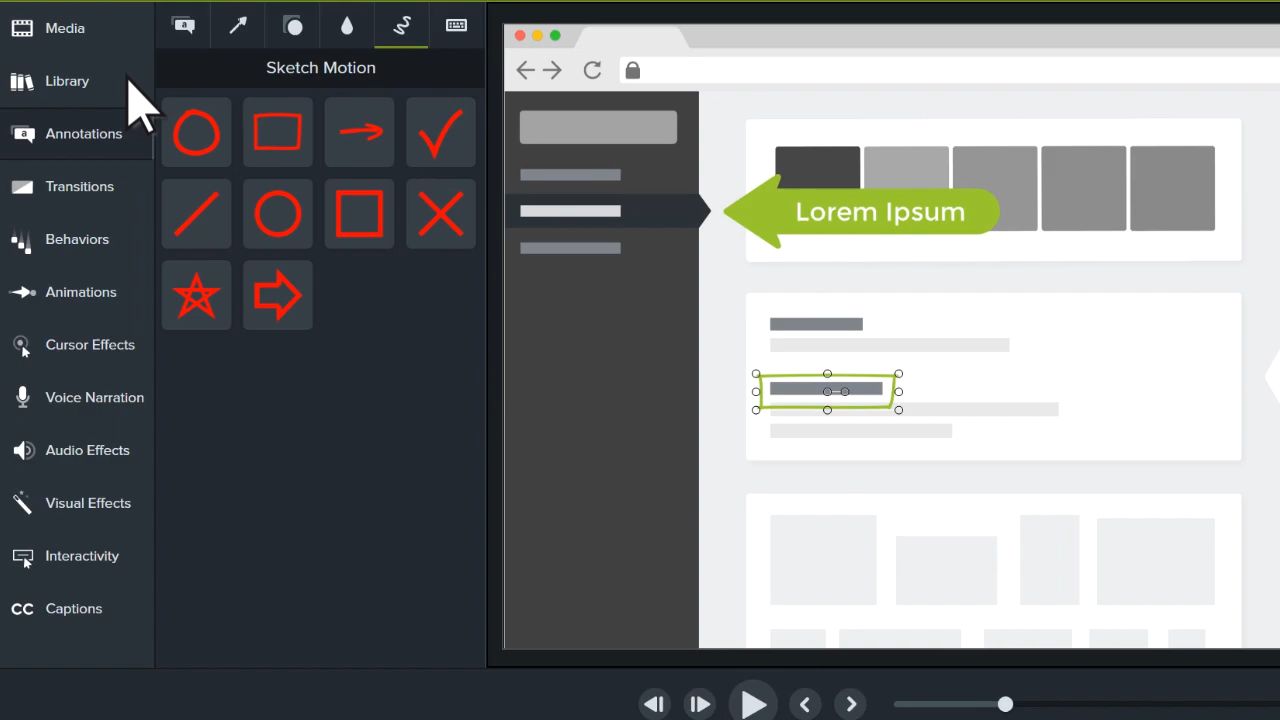 Media
Library
Annotations
Transitions
Behaviors
Animations
Cursor Effects
Voice Narration
Audio Effects
Visual Effects
Interactivity
CC Captions
a
a
Sketch Motion
Lorem Ipsum